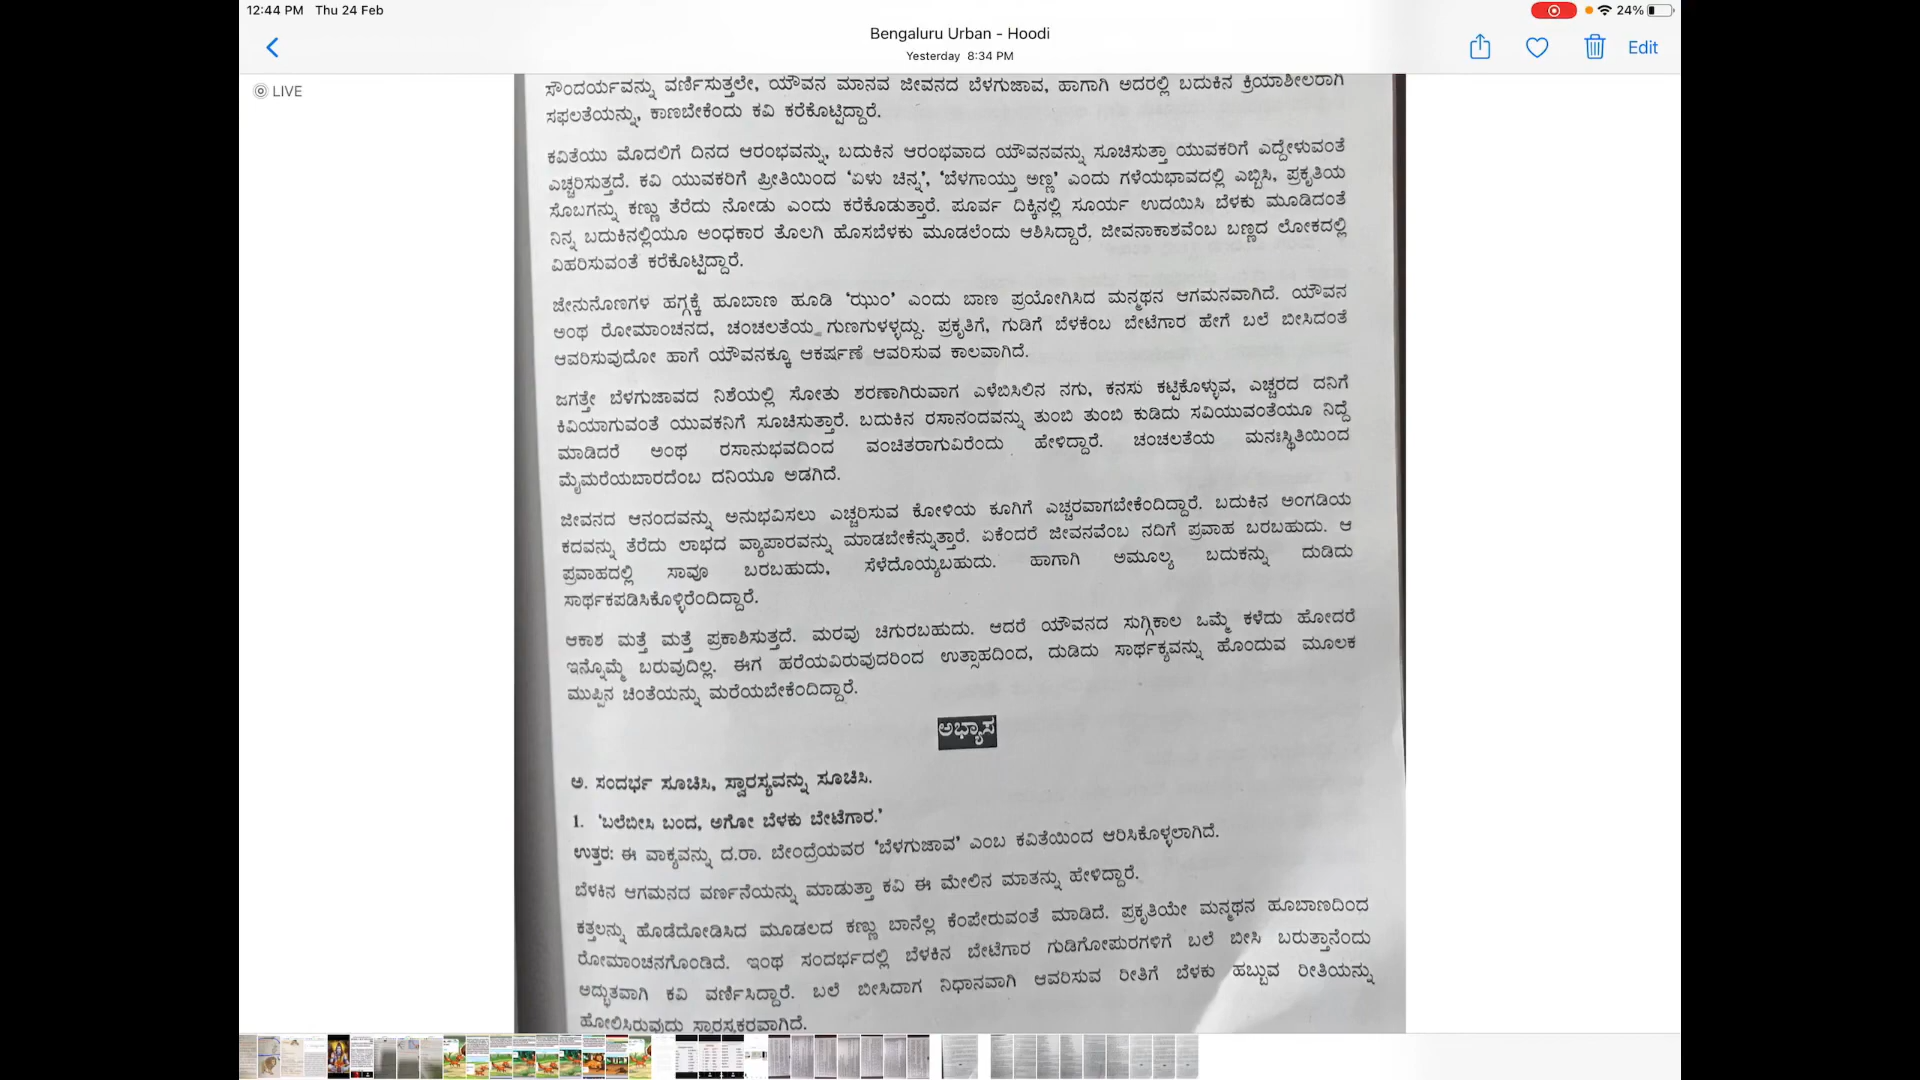 12:44 PM Thu 24 Feb
24%
Bengaluru Urban - Hoodi
Yesterday 8:34 PM
Edit
LIVE
ಸೌಂದರ್ಯವನ್ನು ವರ್ಣಿಸುತ್ತಲೇ, ಯೌವನ ಮಾನವ ಜೀವನದ ಬೆಳಗುಜಾವ, ಹಾಗಾಗಿ ಅದರಲ್ಲಿ ಬದುಕಿನ ಕ್ರಿಯಾಶೀಲರಾಗಿ
ಸಫಲತೆಯನ್ನು, ಕಾಣಬೇಕೆಂದು ಕವಿ ಕರೆಕೊಟ್ಟಿದ್ದಾರೆ.
ಕವಿತೆಯು ಮೊದಲಿಗೆ ದಿನದ ಆರಂಭವನ್ನು, ಬದುಕಿನ ಆರಂಭವಾದ ಯೌವನವನ್ನು ಸೂಚಿಸುತ್ತಾ ಯುವಕರಿಗೆ ಎದ್ದೇಳುವಂತೆ
ಎಚ್ಚರಿಸುತ್ತದೆ. ಕವಿ ಯುವಕರಿಗೆ ಪ್ರೀತಿಯಿಂದ ‘ಏಳು ಚಿನ್ನ’, ‘ಬೆಳಗಾಯ್ತು ಅಣ್ಣ’ ಎಂದು ಗಳೆಯಭಾವದಲ್ಲಿ ಎಬ್ಬಿಸಿ, ಪ್ರಕೃತಿಯ
ಸೊಬಗನ್ನು ಕಣ್ಣು ತೆರೆದು ನೋಡು ಎಂದು ಕರೆಕೊಡುತ್ತಾರೆ. ಪೂರ್ವ ದಿಕ್ಕಿನಲ್ಲಿ ಸೂರ್ಯ ಉದಯಿಸಿ ಬೆಳಕು ಮೂಡಿದಂತೆ
ನಿನ್ನ ಬದುಕಿನಲ್ಲಿಯೂ ಅಂಧಕಾರ ತೊಲಗಿ ಹೊಸಬೆಳಕು ಮೂಡಲೆಂದು ಆಶಿಸಿದ್ದಾರೆ, ಜೀವನಾಕಾಶವೆಂಬ ಬಣ್ಣದ ಲೋಕದಲ್ಲಿ
ವಿಹರಿಸುವಂತೆ ಕರೆಕೊಟ್ಟಿದ್ದಾರೆ.
ಜೇನುನೊಣಗಳ ಹಗ್ಗಕ್ಕೆ ಹೂಬಾಣ ಹೂಡಿ ‘ಝುಂ’ ಎಂದು ಬಾಣ ಪ್ರಯೋಗಿಸಿದ ಮನ್ಮಥನ ಆಗಮನವಾಗಿದೆ. ಯೌವನ
ಅಂಥ ರೋಮಾಂಚನದ, ಚಂಚಲತೆಯ ಗುಣಗುಳಳ್ಳದ್ದು. ಪ್ರಕೃತಿಗೆ, ಗುಡಿಗೆ ಬೆಳಕೆಂಬ ಬೇಟೆಗಾರ ಹೇಗೆ ಬಲೆ ಬೀಸಿದಂತೆ
ಆವರಿಸುವುದೋ ಹಾಗೆ ಯೌವನಕ್ಕೂ ಆಕರ್ಷಣೆ ಆವರಿಸುವ ಕಾಲವಾಗಿದೆ.
ಜಗತ್ತೇ ಬೆಳಗುಜಾವದ ನಿಶೆಯಲ್ಲಿ ಸೋತು ಶರಣಾಗಿರುವಾಗ ಎಳೆಬಿಸಿಲಿನ ನಗು, ಕನಸು ಕಟ್ಟಿಕೊಳ್ಳುವ, ಎಚ್ಚರದ ದನಿಗೆ
ಕಿವಿಯಾಗುವಂತೆ ಯುವಕನಿಗೆ ಸೂಚಿಸುತ್ತಾರೆ. ಬದುಕಿನ ರಸಾನಂದವನ್ನು ತುಂಬಿ ತುಂಬಿ ಕುಡಿದು ಸವಿಯುವಂತೆಯೂ ನಿದ್ದೆ
ಮಾಡಿದರೆ ಅಂಥ ರಸಾನುಭವದಿಂದ ವಂಚಿತರಾಗುವಿರೆಂದು ಹೇಳಿದ್ದಾರೆ. ಚಂಚಲತೆಯ ಮನಃಸ್ಥಿತಿಯಿಂದ
ಮೈಮರೆಯಬಾರದೆಂಬ ದನಿಯೂ ಅಡಗಿದೆ.
ಜೀವನದ ಆನಂದವನ್ನು ಅನುಭವಿಸಲು ಎಚ್ಚರಿಸುವ ಕೋಳಿಯ ಕೂಗಿಗೆ ಎಚ್ಚರವಾಗಬೇಕೆಂದಿದ್ದಾರೆ. ಬದುಕಿನ ಅಂಗಡಿಯ
ಕದವನ್ನು ತೆರೆದು ಲಾಭದ ವ್ಯಾಪಾರವನ್ನು ಮಾಡಬೇಕೆನ್ನುತ್ತಾರೆ. ಏಕೆಂದರೆ ಜೀವನವೆಂಬ ನದಿಗೆ ಪ್ರವಾಹ ಬರಬಹುದು. ಆ
ಪ್ರವಾಹದಲ್ಲಿ ಸಾವೂ ಬರಬಹುದು, ಸೆಳೆದೊಯ್ಯಬಹುದು. ಹಾಗಾಗಿ ಅಮೂಲ್ಯ ಬದುಕನ್ನು ದುಡಿದು
ಸಾರ್ಥಕಪಡಿಸಿಕೊಳ್ಳಿರೆಂದಿದ್ದಾರೆ.
ಆಕಾಶ ಮತ್ತೆ ಮತ್ತೆ ಪ್ರಕಾಶಿಸುತ್ತದೆ. ಮರವು ಚಿಗುರಬಹುದು. ಆದರೆ ಯೌವನದ ಸುಗ್ಗಿಕಾಲ ಒಮ್ಮೆ ಕಳೆದು ಹೋದರೆ
ಇನ್ನೊಮ್ಮೆ ಬರುವುದಿಲ್ಲ. ಈಗ ಹರೆಯವಿರುವುದರಿಂದ ಉತ್ಸಾಹದಿಂದ, ದುಡಿದು ಸಾರ್ಥಕ್ಯವನ್ನು ಹೊಂದುವ ಮೂಲಕ
ಮುಪ್ಪಿನ ಚಿಂತೆಯನ್ನು ಮರೆಯಬೇಕೆಂದಿದ್ದಾರೆ.
ಅಭ್ಯಾಸ
ಅ. ಸಂದರ್ಭ ಸೂಚಿಸಿ, ಸ್ವಾರಸ್ಯವನ್ನು ಸೂಚಿಸಿ.
1. ‘ಬಲೆಬೀಸಿ ಬಂದ, ಅಗೋ ಬೆಳಕು ಬೇಟೆಗಾರ.’
ಉತ್ತರ: ಈ ವಾಕ್ಯವನ್ನು ದ.ರಾ. ಬೇಂದ್ರೆಯವರ ‘ಬೆಳಗುಜಾವ’ ಎಂಬ ಕವಿತೆಯಿಂದ ಆರಿಸಿಕೊಳ್ಳಲಾಗಿದೆ.
ಬೆಳಕಿನ ಆಗಮನದ ವರ್ಣನೆಯನ್ನು ಮಾಡುತ್ತಾ ಕವಿ ಈ ಮೇಲಿನ ಮಾತನ್ನು ಹೇಳಿದ್ದಾರೆ.
ಕತ್ತಲನ್ನು ಹೊಡೆದೋಡಿಸಿದ ಮೂಡಲದ ಕಣ್ಣು ಬಾನೆಲ್ಲ ಕೆಂಪೇರುವಂತೆ ಮಾಡಿದೆ. ಪ್ರಕೃತಿಯೇ ಮನ್ಮಥನ ಹೂಬಾಣದಿಂದ
ರೋಮಾಂಚನಗೊಂಡಿದೆ. ಇಂಥ ಸಂದರ್ಭದಲ್ಲಿ ಬೆಳಕಿನ ಬೇಟೆಗಾರ ಗುಡಿಗೋಪುರಗಳಿಗೆ ಬಲೆ ಬೀಸಿ ಬರುತ್ತಾನೆಂದು
ಅದ್ಭುತವಾಗಿ ಕವಿ ವರ್ಣಿಸಿದ್ದಾರೆ. ಬಲೆ ಬೀಸಿದಾಗ ನಿಧಾನವಾಗಿ ಆವರಿಸುವ ರೀತಿಗೆ ಬೆಳಕು ಹಬ್ಬುವ ರೀತಿಯನ್ನು
ಹೋಲಿಸಿರುವುದು ಸ್ವಾರಸ್ಯಕರವಾಗಿದೆ.